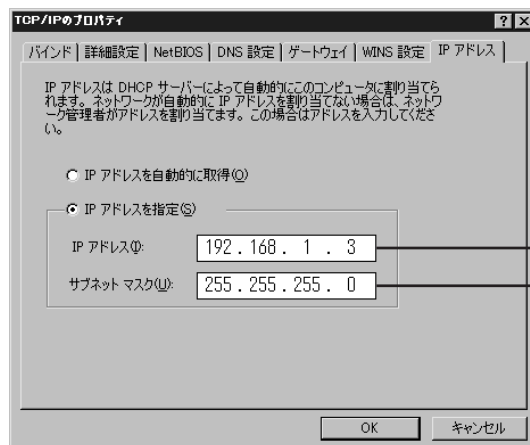 TCP/IPのプロパティ
バインド 詳細設定 NetBIOS DNS 設定 ゲートウェイ WINS 設定 IP アドレス
IP アドレスは DHCP サーバーによって自動的にこのコンピュータに割り当てら
れます。ネットワークが自動的に IP アドレスを割り当てない場合は、ネットワ
ーク管理者がアドレスを割り当てます。この場合はアドレスを入力してくださ
い。
IP アドレスを自動的に取得(O)
IP アドレスを指定(S)
IP アドレス(I): 192.168. 1 . 3
サブネット マスク(U): 255.255.255. 0
OK キャンセル